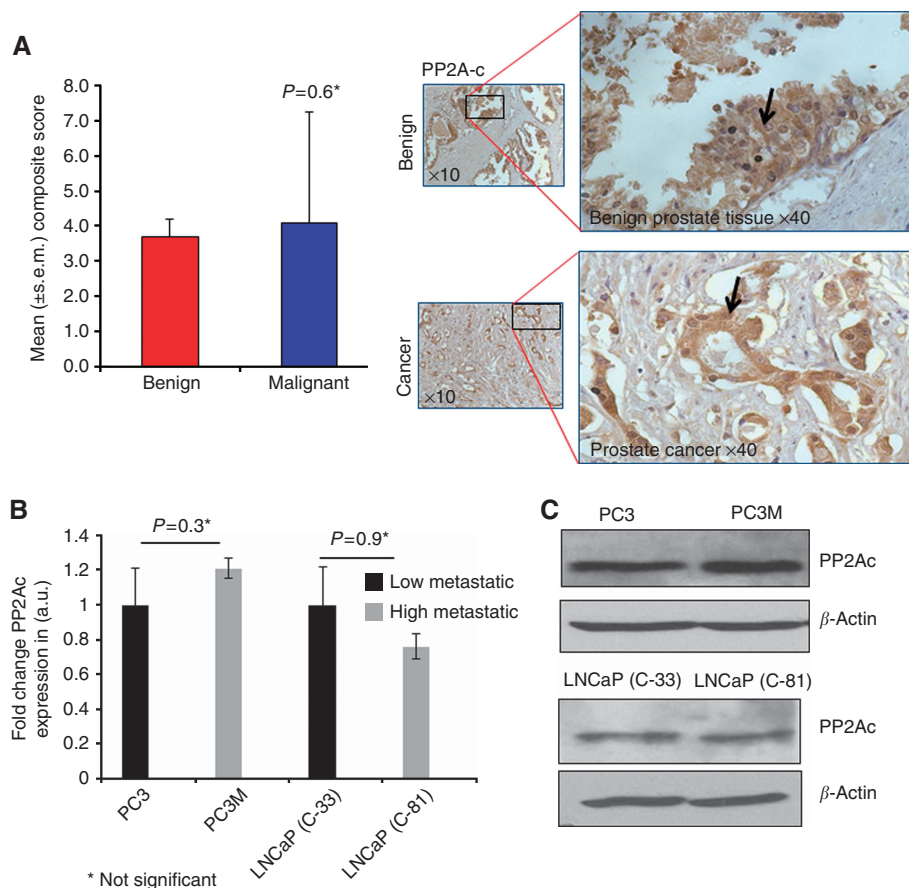 A
Mean (±s.e.m.) composite score
8.0
7.0
6.0
5.0
4.0
3.0
2.0
1.0
0.0
P=0.6*
Benign
Malignant
PP2A-c
Benign
×10
Benign prostate tissue ×40
Cancer
×10
Prostate cancer ×40
B
Fold change PP2Ac
expression in (a.u.)
1.4
1.2
1
0.8
0.6
0.4
0.2
0
P=0.3*
P=0.9*
Low metastatic
High metastatic
PC3
PC3M
LNCaP (C-33)
LNCaP (C-81)
* Not significant
C
PC3 PC3M
PP2Ac
β-Actin
LNCaP (C-33) LNCaP (C-81)
PP2Ac
β-Actin